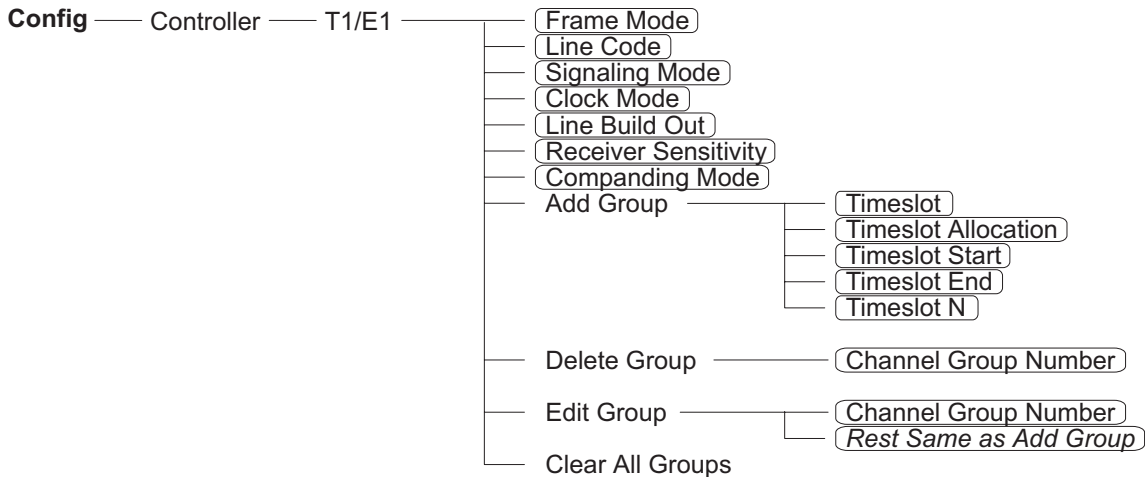 Config Controller T1/E1 Frame Mode
Line Code
Signaling Mode
Clock Mode
Line Build Out
Receiver Sensitivity
Companding Mode
Add Group Timeslot
Timeslot Allocation
Timeslot Start
Timeslot End
Timeslot N
Delete Group Channel Group Number
Edit Group Channel Group Number
Rest Same as Add Group
Clear All Groups